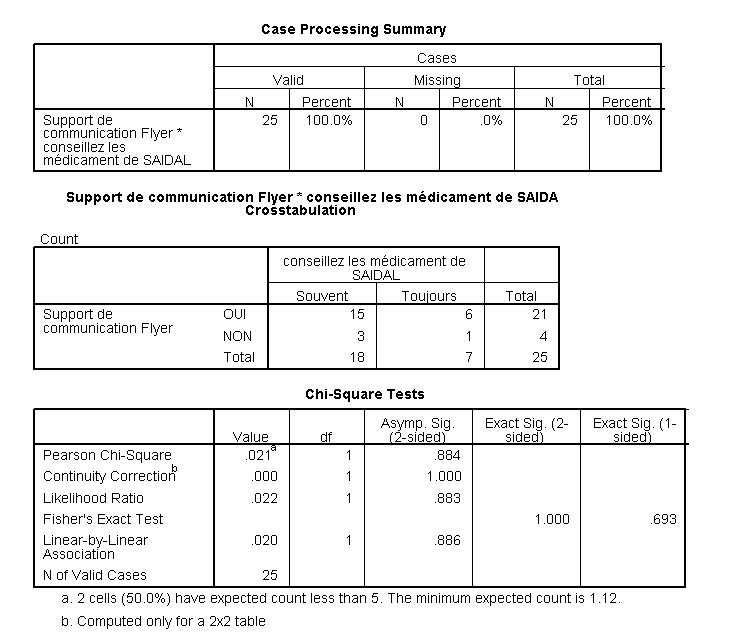 Case Processing Summary
Cases
Valid Missing Total
N Percent N Percent N Percent
Support de communication Flyer * conseillez les médicament de SAIDAL 25 100.0% 0 .0% 25 100.0%
Support de communication Flyer * conseillez les médicament de SAIDA
Crosstabulation
Count
conseillez les médicament de SAIDAL
Souvent Toujours Total
Support de communication Flyer OUI 15 6 21
NON 3 1 4
Total 18 7 25
Chi-Square Tests
Value df Asymp. Sig. (2-sided) Exact Sig. (2-sided) Exact Sig. (1-sided)
Pearson Chi-Square .021a 1 .884
Continuity Correctionb .000 1 1.000
Likelihood Ratio .022 1 .883
Fisher's Exact Test 1.000 .693
Linear-by-Linear Association .020 1 .886
N of Valid Cases 25
a. 2 cells (50.0%) have expected count less than 5. The minimum expected count is 1.12.
b. Computed only for a 2x2 table